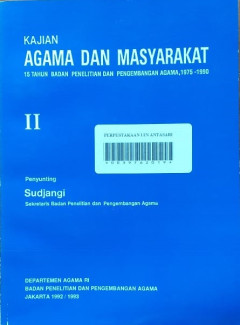 KAJIAN
AGAMA DAN MASYARAKAT
15 TAHUN BADAN PENELITIAN DAN PENGEMBANGAN AGAMA, 1975-1990
II
PERPUSTAKAAN UIN ANTASARI
Penyunting
Sudjangi
Sekretaris Badan Penelitian dan Pengembangan Agama
DEPARTEMEN AGAMA RI
BADAN PENELITIAN DAN PENGEMBANGAN AGAMA
JAKARTA 1992 / 1993